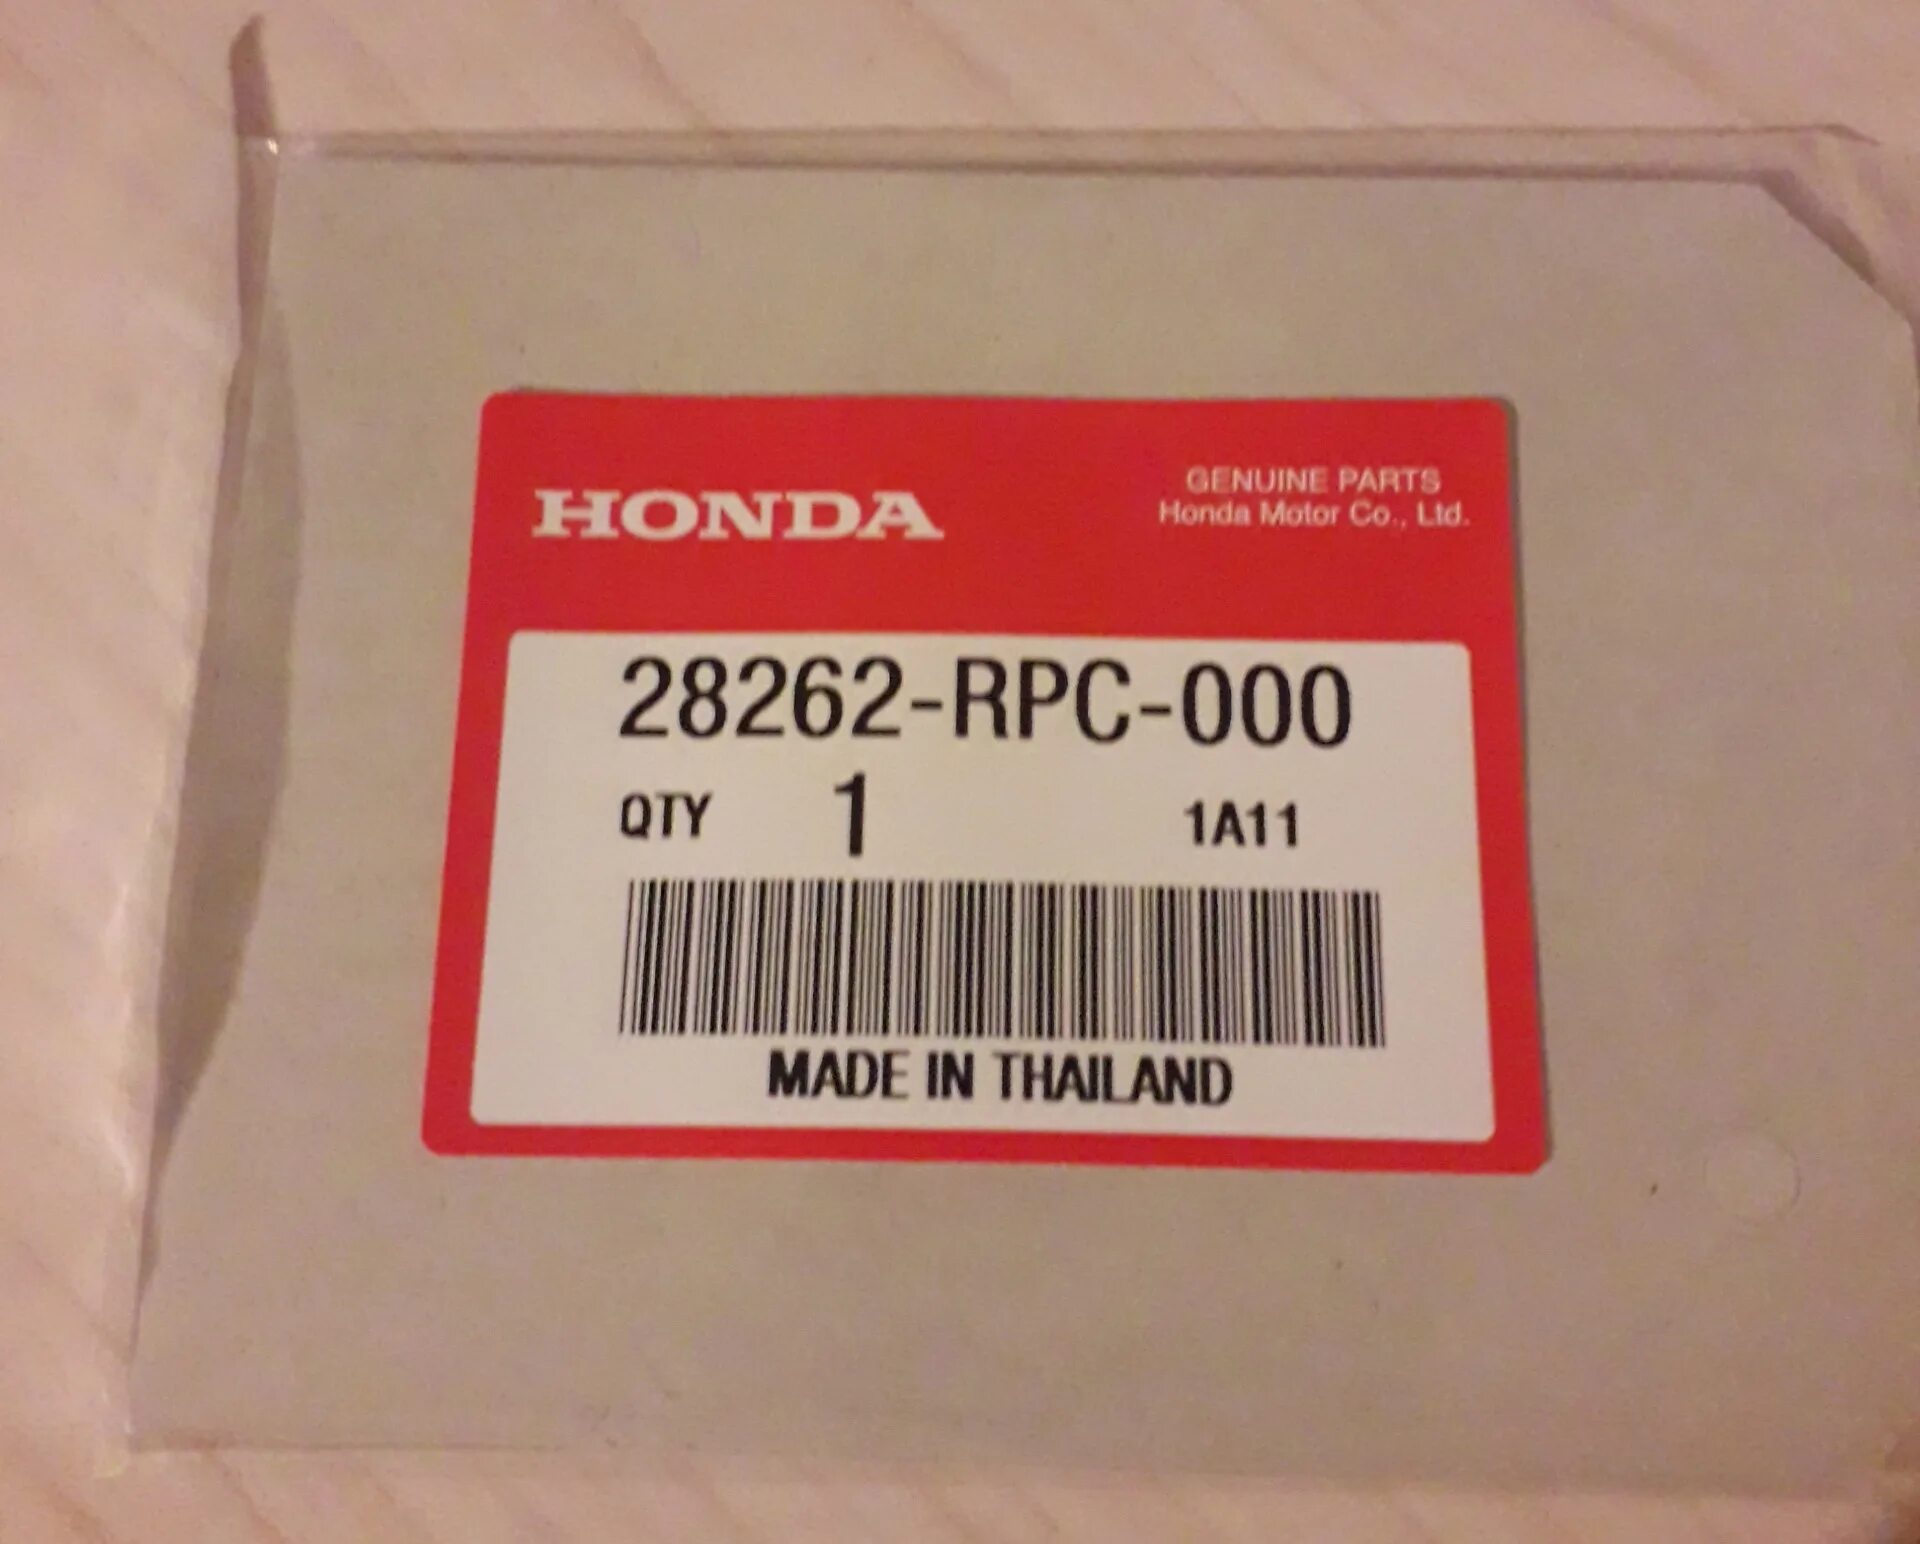 HONDA
GENUINE PARTS
Honda Motor Co., Ltd.
28262-RPC-000
QTY 1 1A11
MADE IN THAILAND